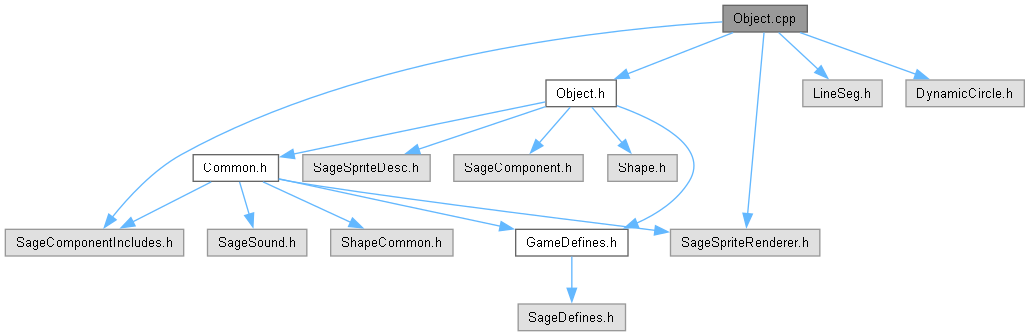 Object.cpp
Object.h
LineSeg.h
DynamicCircle.h
Common.h
SageSpriteDesc.h
SageComponent.h
Shape.h
SageComponentIncludes.h
SageSound.h
ShapeCommon.h
GameDefines.h
SageSpriteRenderer.h
SageDefines.h